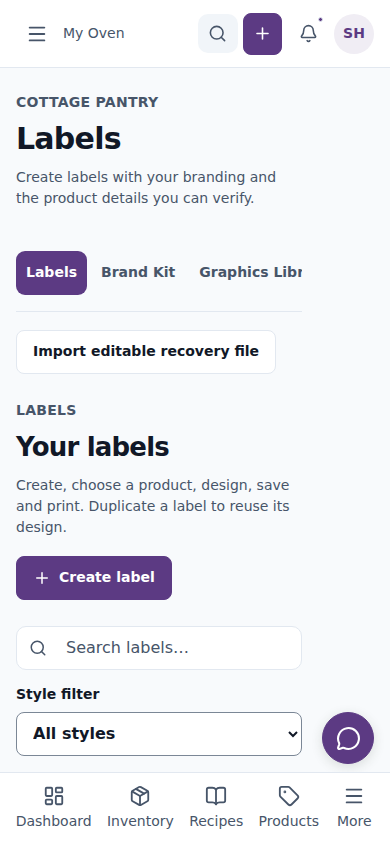 My Oven
SH
COTTAGE PANTRY
Labels
Create labels with your branding and
the product details you can verify.
Labels Brand Kit Graphics Libr
Import editable recovery file
LABELS
Your labels
Create, choose a product, design, save
and print. Duplicate a label to reuse its
design.
Create label
Search labels...
Style filter
All styles
Dashboard Inventory Recipes Products More